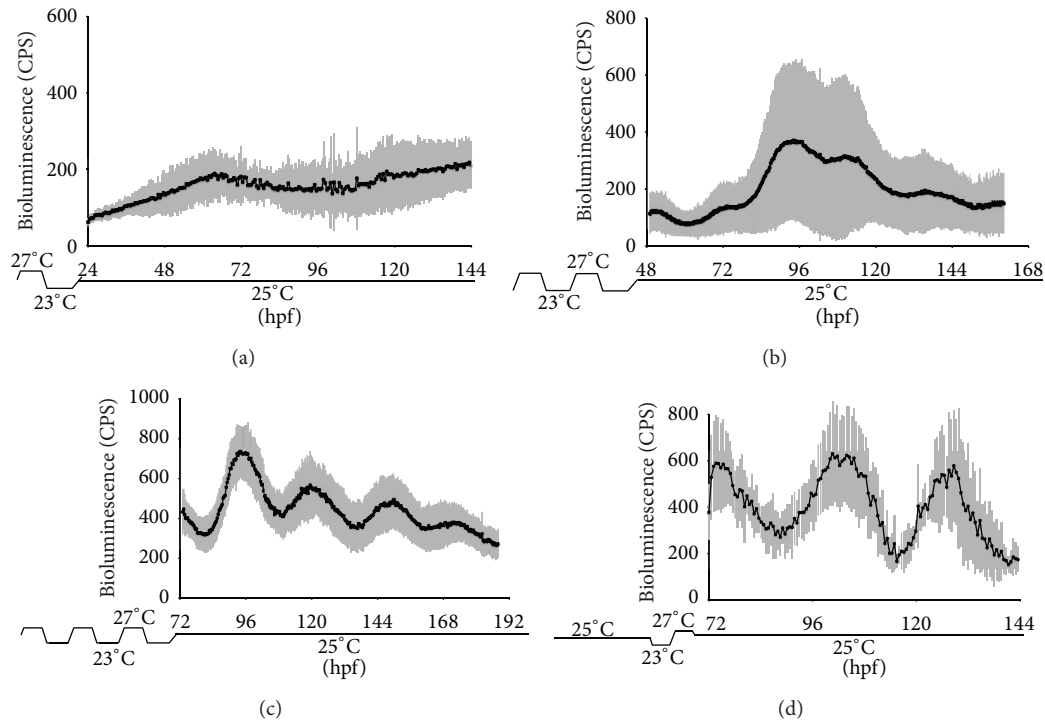 600
400
200
0
Bioluminescence (CPS)
27°C
23°C
24 48 72 96 120 144
25°C
(hpf)
(a)
800
600
400
200
0
Bioluminescence (CPS)
27°C
48 72 96 120 144 168
23°C
25°C
(hpf)
(b)
1000
800
600
400
200
0
Bioluminescence (CPS)
27°C
72 96 120 144 168 192
23°C
25°C
(hpf)
(c)
800
600
400
200
0
Bioluminescence (CPS)
25°C
27°C
72 96 120 144
23°C
25°C
(hpf)
(d)